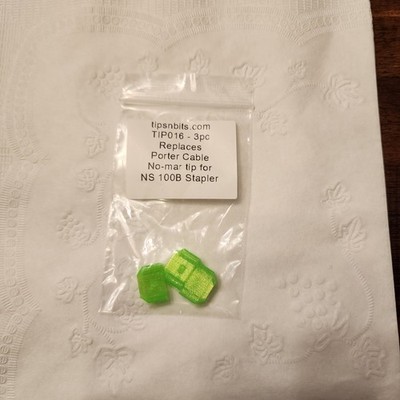 tipsnbits.com
TIP016 - 3pc
Replaces
Porter Cable
No-mar tip for
NS 100B Stapler